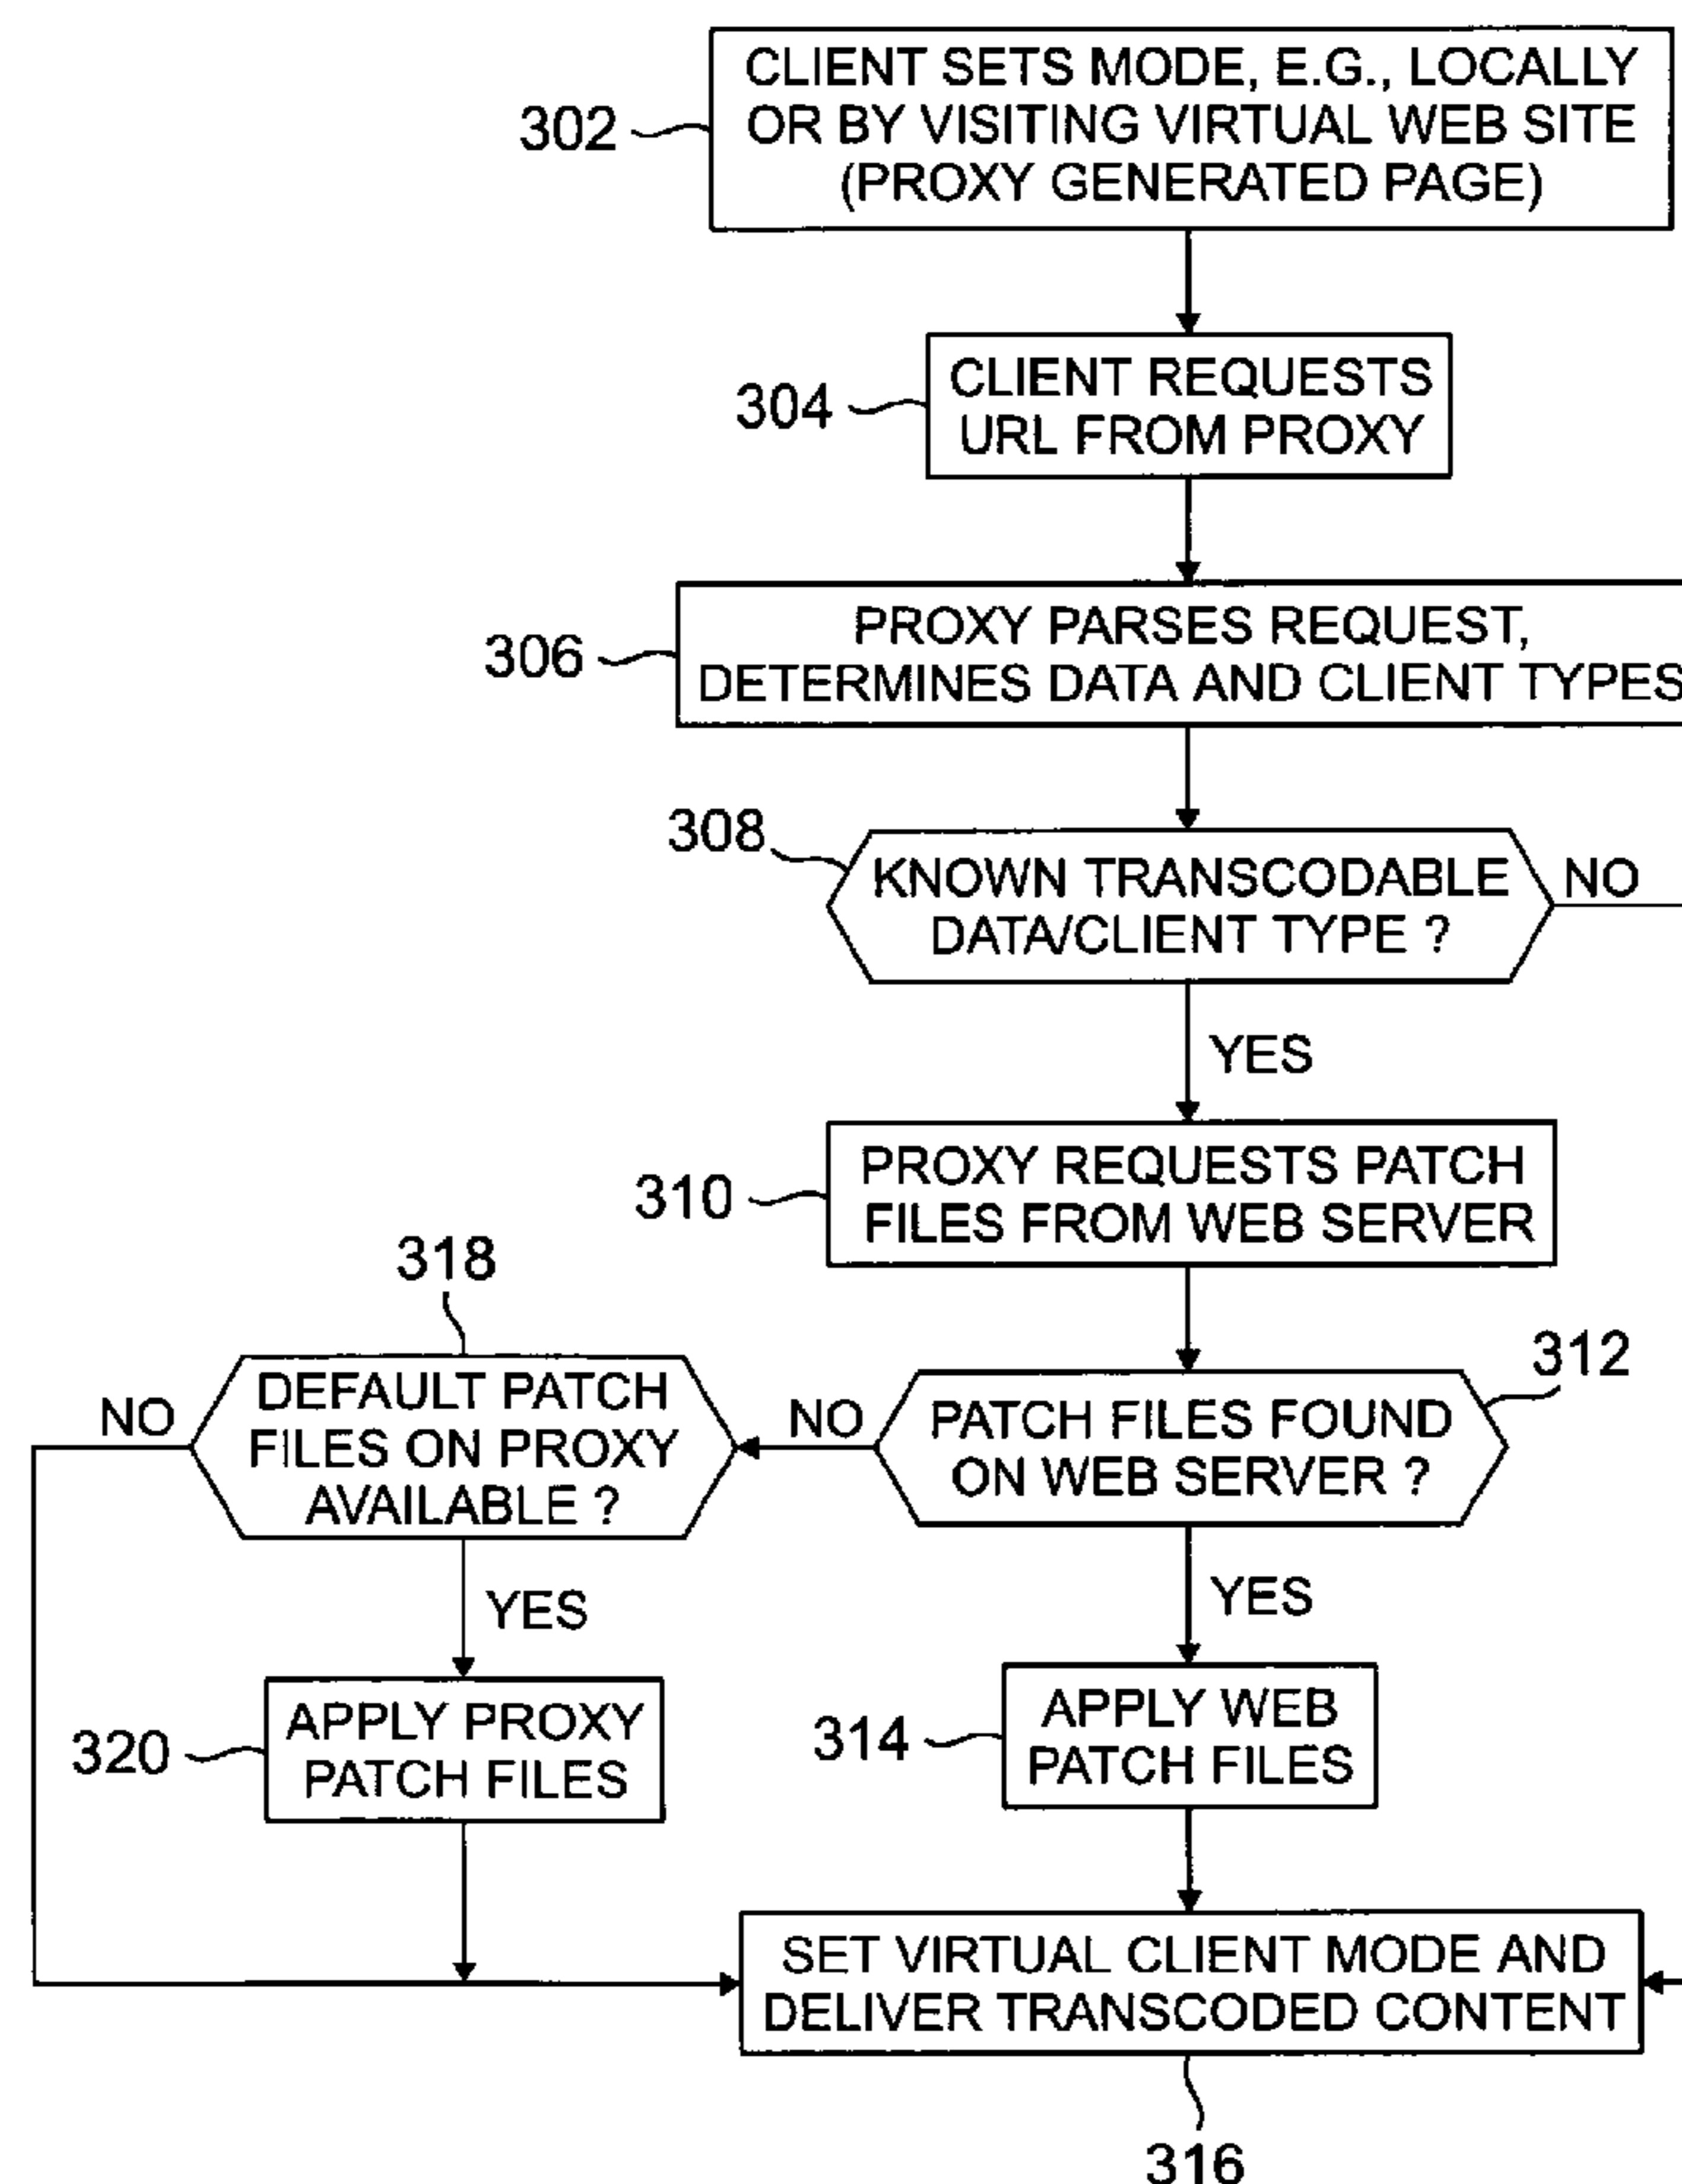 302
CLIENT SETS MODE, E.G., LOCALLY
OR BY VISITING VIRTUAL WEB SITE
(PROXY GENERATED PAGE)
304
CLIENT REQUESTS
URL FROM PROXY
306
PROXY PARSES REQUEST,
DETERMINES DATA AND CLIENT TYPES
308
KNOWN TRANSCODABLE
DATA/CLIENT TYPE ?
NO
YES
310
PROXY REQUESTS PATCH
FILES FROM WEB SERVER
318
DEFAULT PATCH
FILES ON PROXY
AVAILABLE ?
NO
NO
312
PATCH FILES FOUND
ON WEB SERVER ?
YES
YES
320
APPLY PROXY
PATCH FILES
314
APPLY WEB
PATCH FILES
SET VIRTUAL CLIENT MODE AND
DELIVER TRANSCODED CONTENT
316